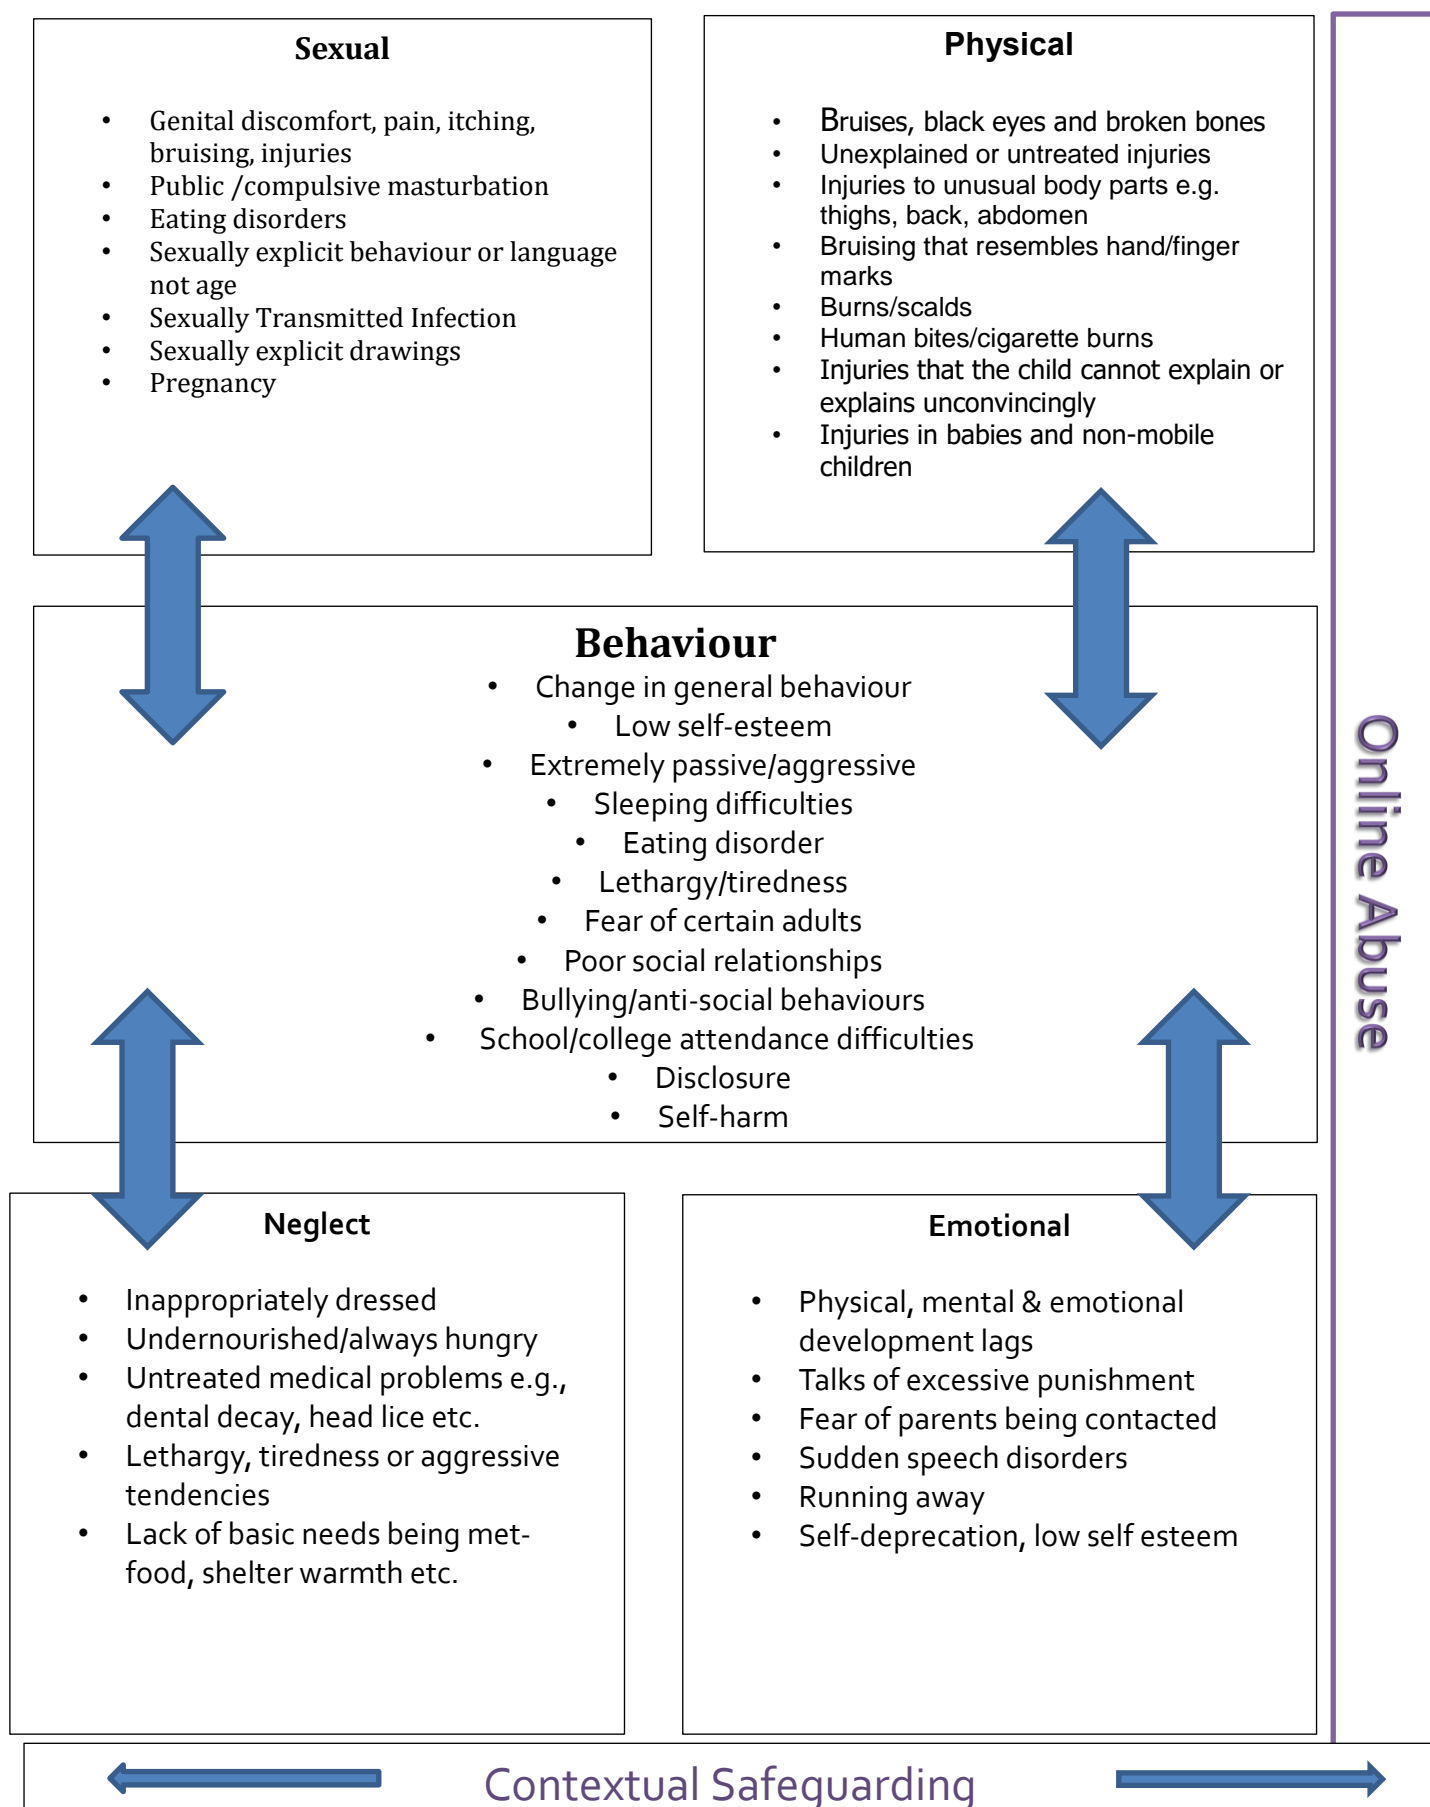 Sexual
• Genital discomfort, pain, itching,
bruising, injuries
• Public /compulsive masturbation
• Eating disorders
• Sexually explicit behaviour or language
not age
• Sexually Transmitted Infection
• Sexually explicit drawings
• Pregnancy
Physical
• Bruises, black eyes and broken bones
• Unexplained or untreated injuries
• Injuries to unusual body parts e.g.
thighs, back, abdomen
• Bruising that resembles hand/finger
marks
• Burns/scalds
• Human bites/cigarette burns
• Injuries that the child cannot explain or
explains unconvincingly
• Injuries in babies and non-mobile
children
Behaviour
• Change in general behaviour
• Low self-esteem
• Extremely passive/aggressive
• Sleeping difficulties
• Eating disorder
• Lethargy/tiredness
• Fear of certain adults
• Poor social relationships
• Bullying/anti-social behaviours
• School/college attendance difficulties
• Disclosure
• Self-harm
Neglect
• Inappropriately dressed
• Undernourished/always hungry
• Untreated medical problems e.g.,
dental decay, head lice etc.
• Lethargy, tiredness or aggressive
tendencies
• Lack of basic needs being met-
food, shelter warmth etc.
Emotional
• Physical, mental & emotional
development lags
• Talks of excessive punishment
• Fear of parents being contacted
• Sudden speech disorders
• Running away
• Self-deprecation, low self esteem
Online Abuse
Contextual Safeguarding